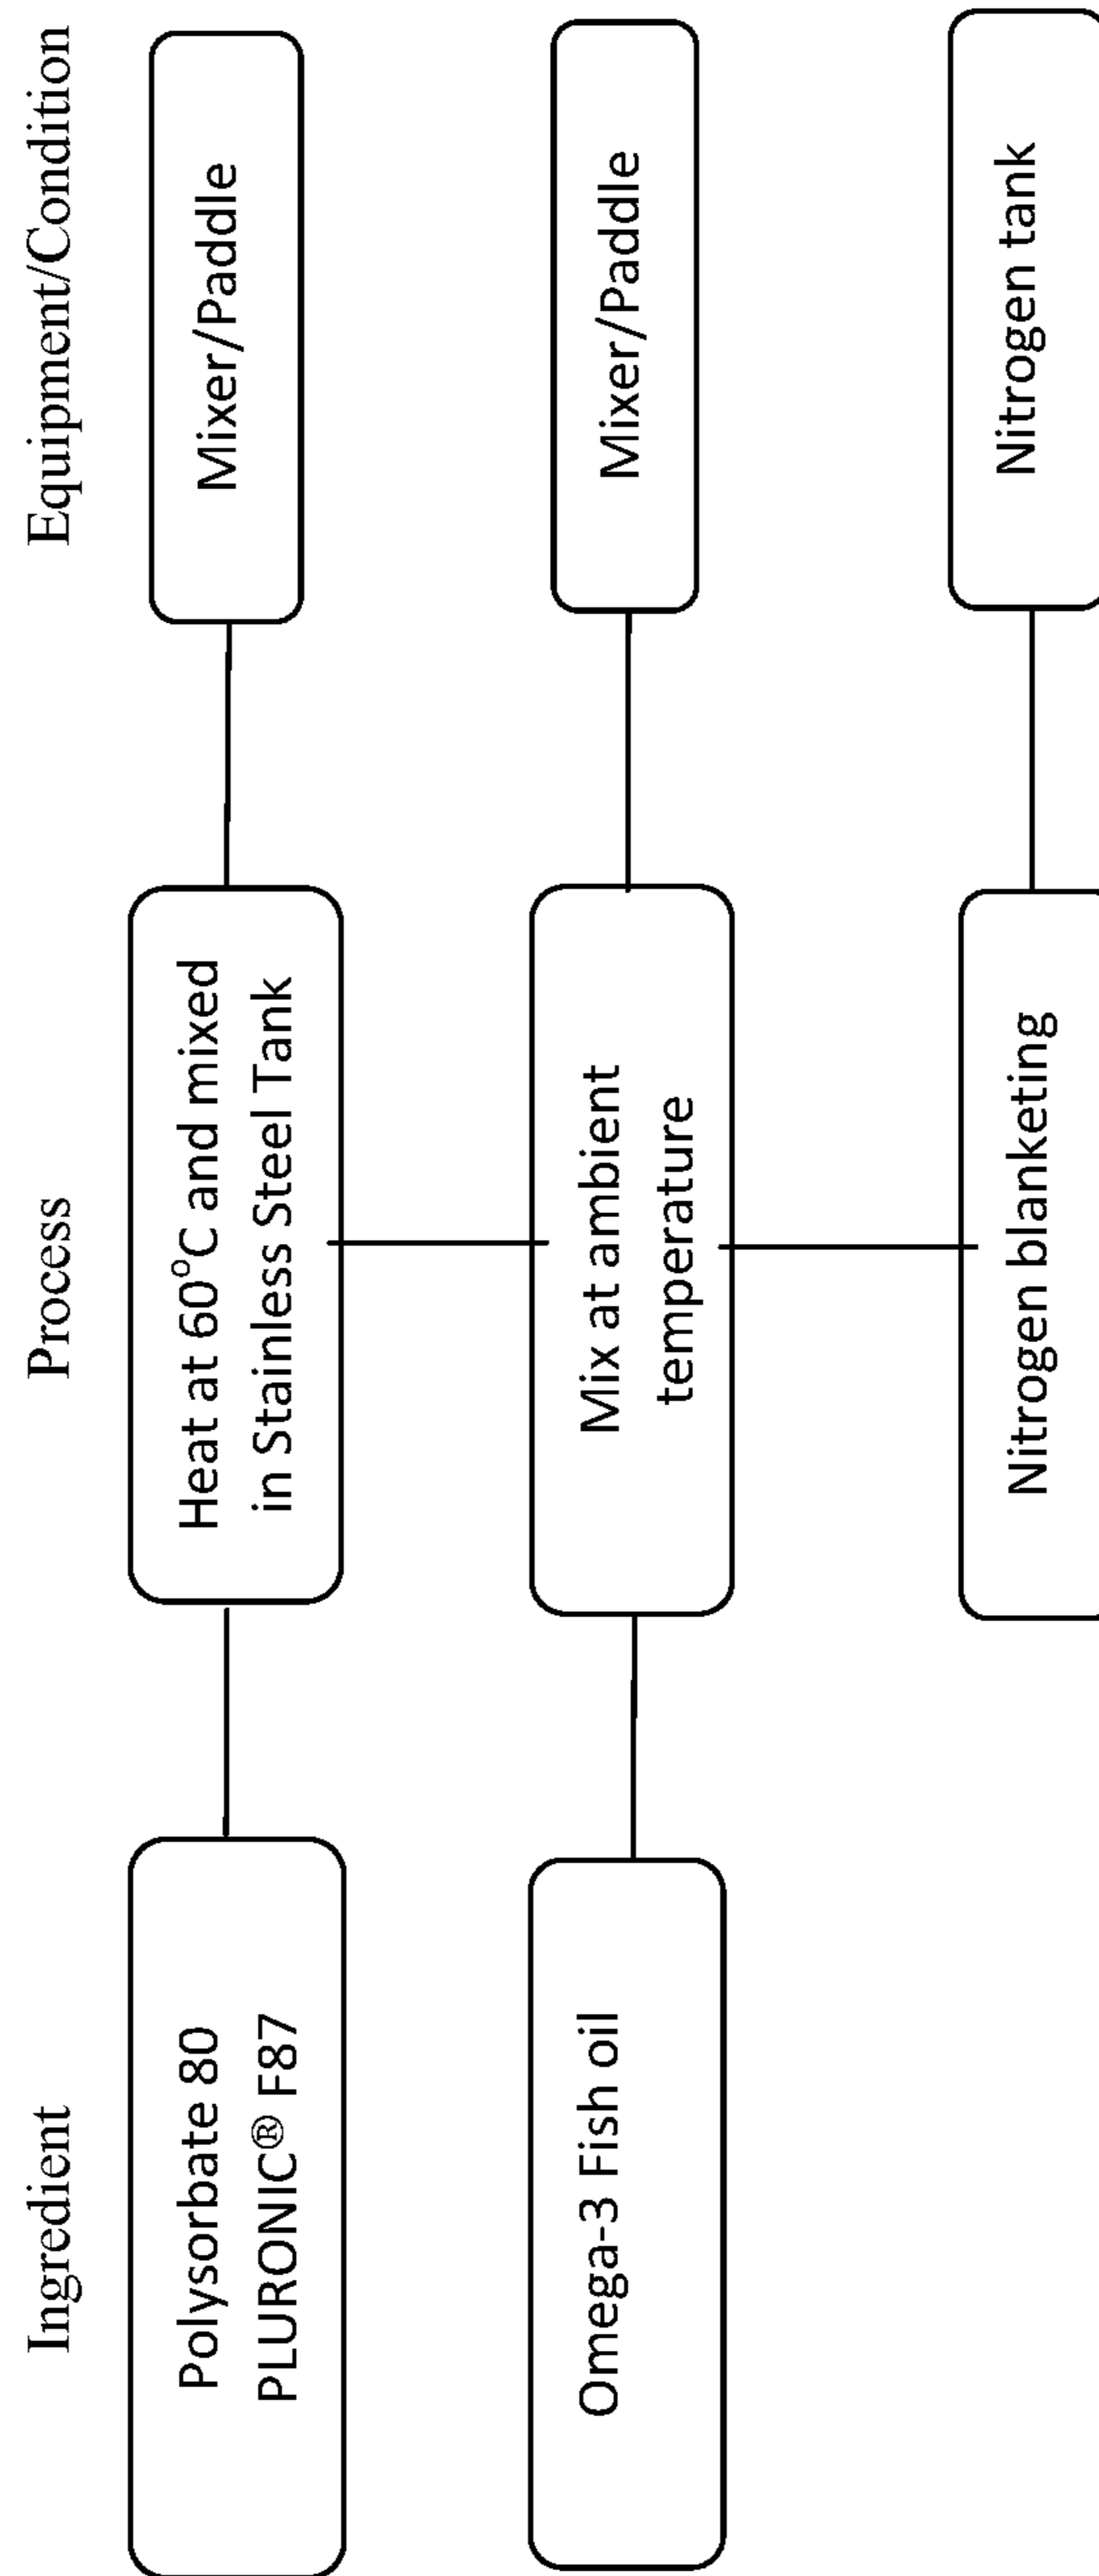 Ingredient
Process
Equipment/Condition
Polysorbate 80
PLURONIC® F87
Heat at 60°C and mixed
in Stainless Steel Tank
Mixer/Paddle
Omega-3 Fish oil
Mix at ambient
temperature
Mixer/Paddle
Nitrogen blanketing
Nitrogen tank